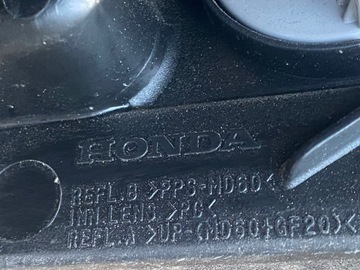 HONDA
REFL.B >PPS-MD60<
INN LENS >PC<
REFL.A >UP-(MD60)GF20)<